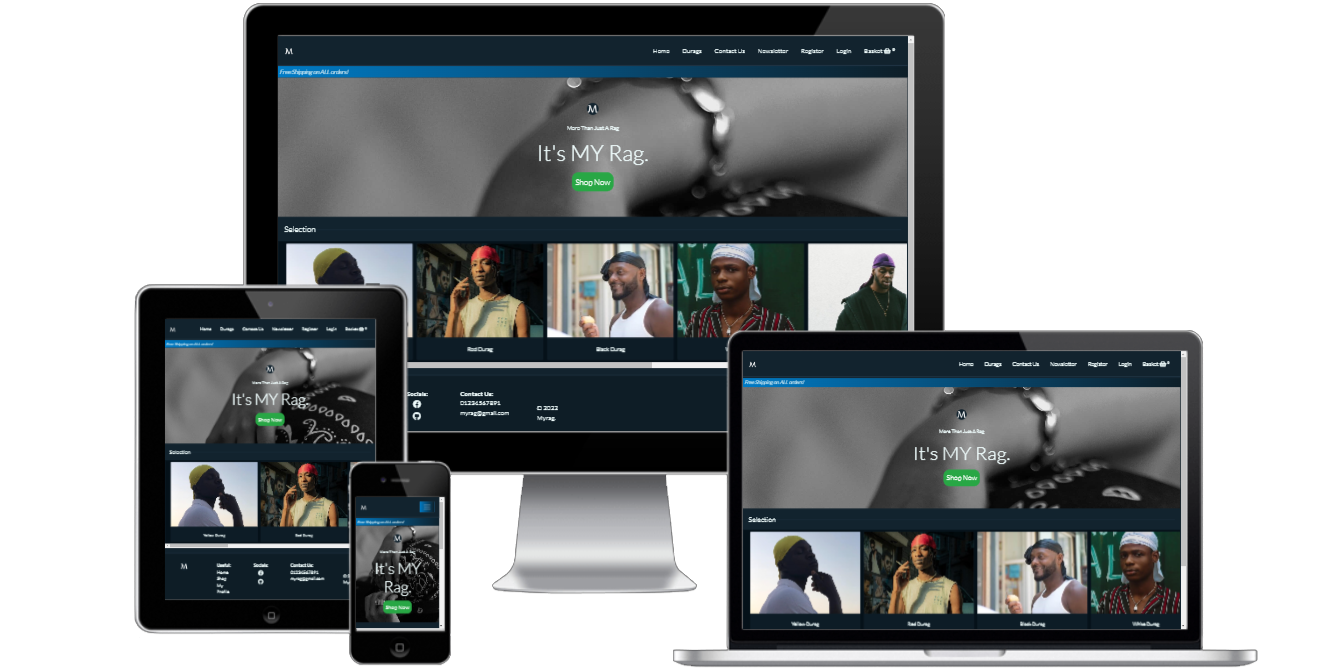 M
Home Durags Contact Us Newsletter Register Login Basket
Free Shipping on ALL orders!
M
More Than Just A Rag
It's MY Rag.
Shop Now
Selection
Red Durag
Black Durag
Socials:
Contact Us:
01234567891
myrag@gmail.com
© 2022
Myrag.
M
Home Durags Contact Us Newsletter Register Login Basket
Free Shipping on ALL orders!
M
More Than Just A Rag
It's MY Rag.
Shop Now
Selection
Yellow Durag
Red Durag
M
Useful:
Home
Shop
My
Profile
Socials:
Contact Us:
01234567891
myrag@gmail.com
M
Free Shipping on ALL orders!
M
More Than Just A Rag
It's MY
Rag.
Shop Now
M
Home Durags Contact Us Newsletter Register Login Basket
Free Shipping on ALL orders!
M
More Than Just A Rag
It's MY Rag.
Shop Now
Selection
Yellow Durag
Red Durag
Black Durag
White Durag